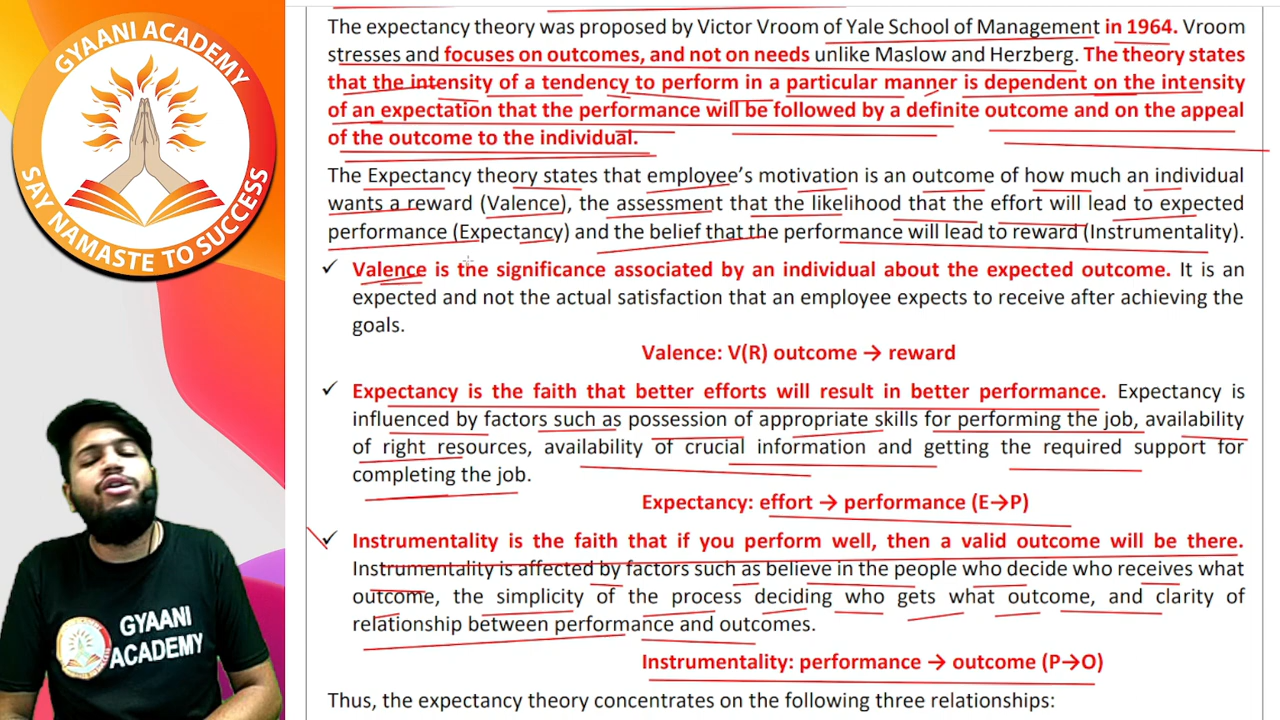 GYAANI ACADEMY
SAY NAMASTE TO SUCCESS
The expectancy theory was proposed by Victor Vroom of Yale School of Management in 1964. Vroom
stresses and focuses on outcomes, and not on needs unlike Maslow and Herzberg. The theory states
that the intensity of a tendency to perform in a particular manner is dependent on the intensity
of an expectation that the performance will be followed by a definite outcome and on the appeal
of the outcome to the individual.
The Expectancy theory states that employee’s motivation is an outcome of how much an individual
wants a reward (Valence), the assessment that the likelihood that the effort will lead to expected
performance (Expectancy) and the belief that the performance will lead to reward (Instrumentality).
✓ Valence is the significance associated by an individual about the expected outcome. It is an
expected and not the actual satisfaction that an employee expects to receive after achieving the
goals.
Valence: V(R) outcome → reward
✓ Expectancy is the faith that better efforts will result in better performance. Expectancy is
influenced by factors such as possession of appropriate skills for performing the job, availability
of right resources, availability of crucial information and getting the required support for
completing the job.
Expectancy: effort → performance (E→P)
✓ Instrumentality is the faith that if you perform well, then a valid outcome will be there.
Instrumentality is affected by factors such as believe in the people who decide who receives what
outcome, the simplicity of the process deciding who gets what outcome, and clarity of
relationship between performance and outcomes.
Instrumentality: performance → outcome (P→O)
Thus, the expectancy theory concentrates on the following three relationships:
GYAANI
ACADEMY